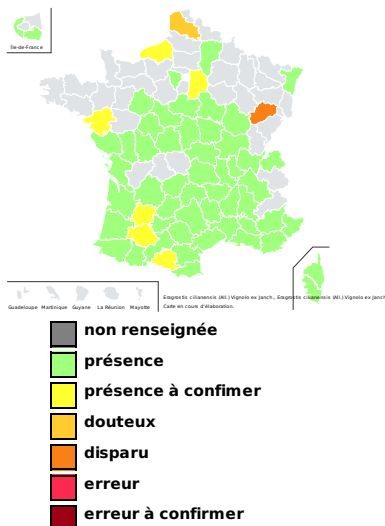 Île-de-France
Guadeloupe Martinique Guyane La Réunion Mayotte
Eragrostis cilianensis (All.) Vignolo ex Janch., Eragrostis cilianensis (All.) Vignolo ex Janch
Carte en cours d'élaboration.
non renseignée
présence
présence à confimer
douteux
disparu
erreur
erreur à confirmer